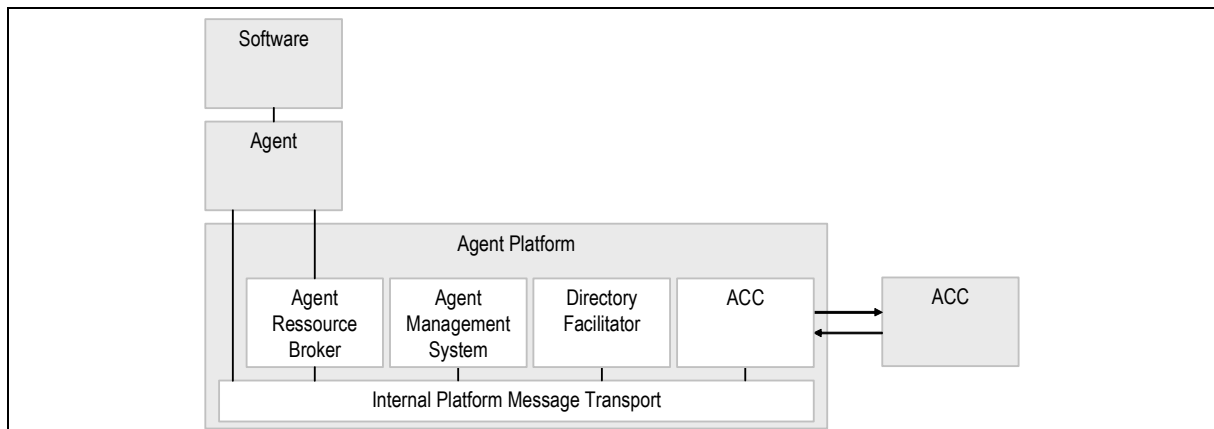 Software
Agent
Agent Platform
Agent
Ressource
Broker
Agent
Management
System
Directory
Facilitator
ACC
ACC
Internal Platform Message Transport